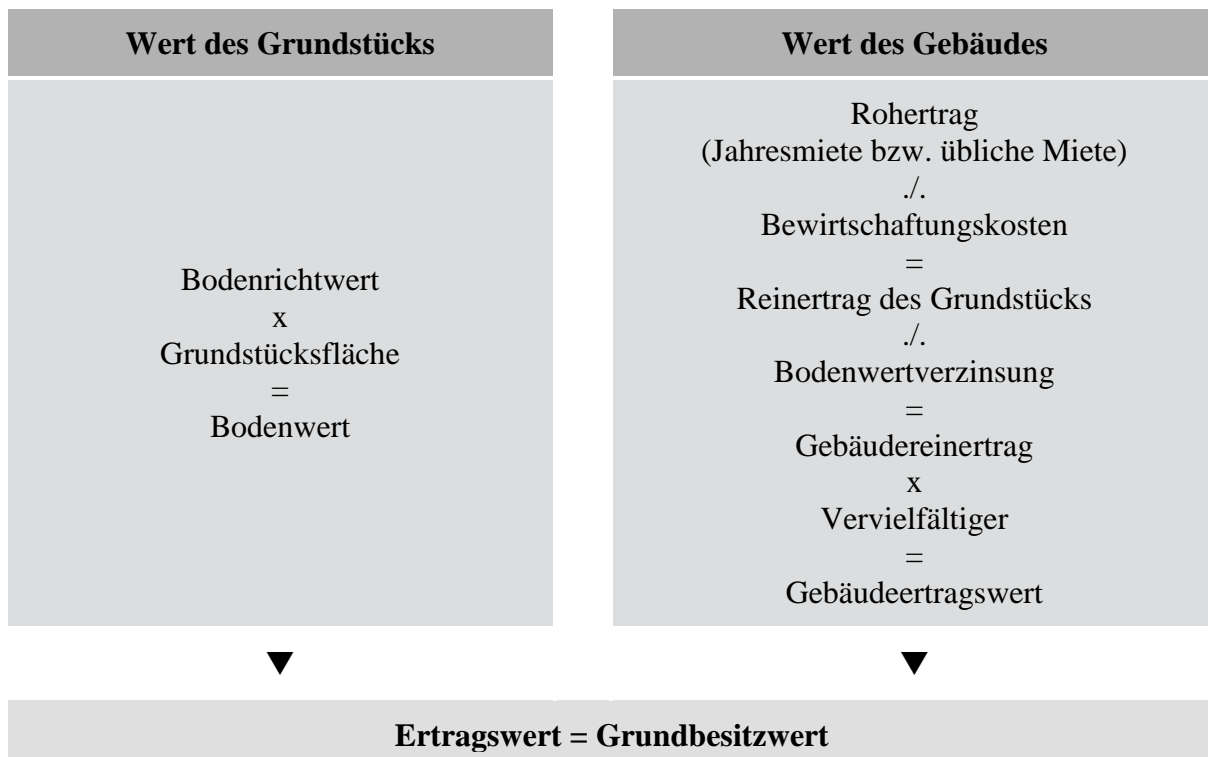 Wert des Grundstücks
Bodenrichtwert
x
Grundstücksfläche
=
Bodenwert
Wert des Gebäudes
Rohertrag
(Jahresmiete bzw. übliche Miete)
./.
Bewirtschaftungskosten
=
Reinertrag des Grundstücks
./.
Bodenwertverzinsung
=
Gebäudereinertrag
x
Vervielfältiger
=
Gebäudeertragswert
Ertragswert = Grundbesitzwert